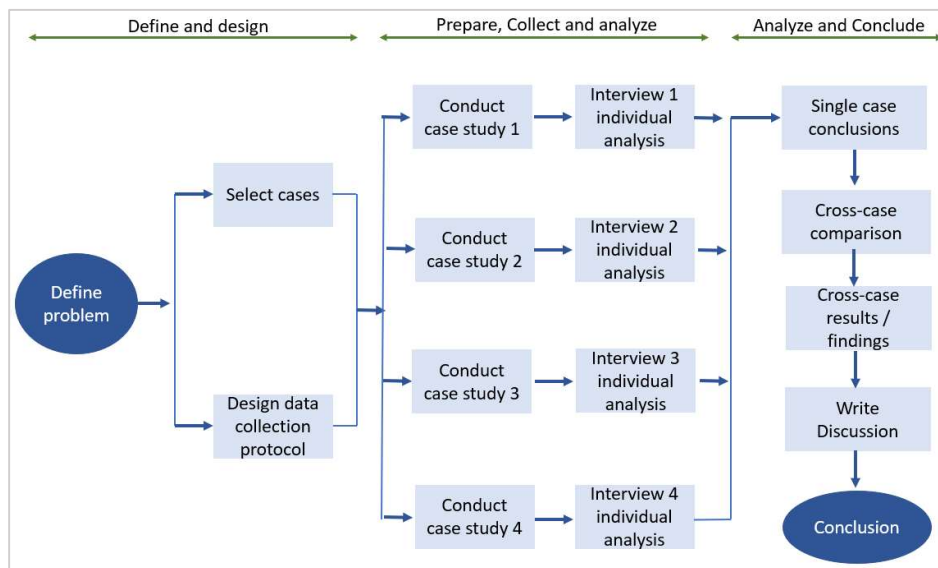 Define and design
Prepare, Collect and analyze
Analyze and Conclude
Define
problem
Select cases
Design data
collection
protocol
Conduct
case study 1
Interview 1
individual
analysis
Conduct
case study 2
Interview 2
individual
analysis
Conduct
case study 3
Interview 3
individual
analysis
Conduct
case study 4
Interview 4
individual
analysis
Single case
conclusions
Cross-case
comparison
Cross-case
results /
findings
Write
Discussion
Conclusion